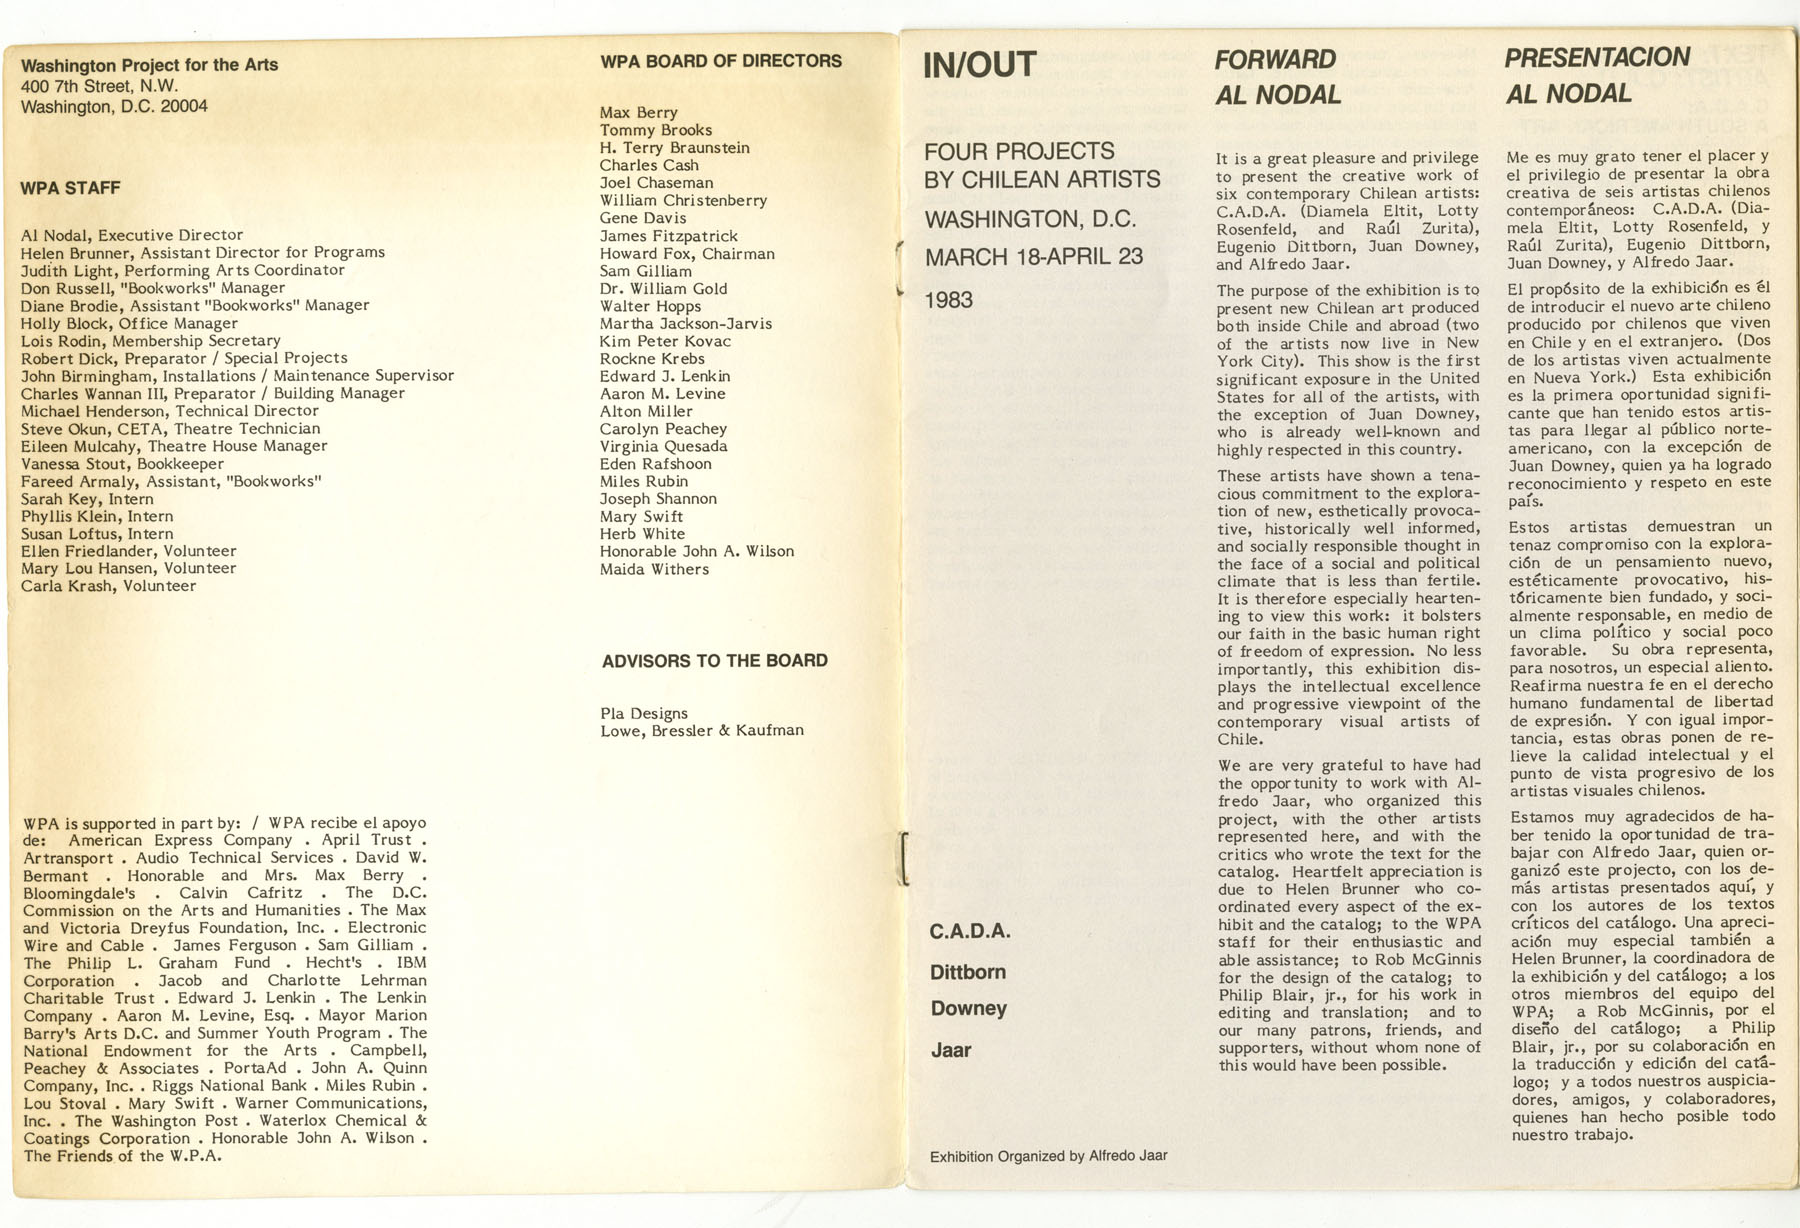 Washington Project for the Arts
400 7th Street, N.W.
Washington, D.C. 20004
WPA STAFF
Al Nodal, Executive Director
Helen Brunner, Assistant Director for Programs
Judith Light, Performing Arts Coordinator
Don Russell, "Bookworks" Manager
Diane Brodie, Assistant "Bookworks" Manager
Holly Block, Office Manager
Lois Rodin, Membership Secretary
Robert Dick, Preparator / Special Projects
John Birmingham, Installations / Maintenance Supervisor
Charles Wannan III, Preparator / Building Manager
Michael Henderson, Technical Director
Steve Okun, CETA, Theatre Technician
Eileen Mulcahy, Theatre House Manager
Vanessa Stout, Bookkeeper
Fareed Armaly, Assistant, "Bookworks"
Sarah Key, Intern
Phyllis Klein, Intern
Susan Loftus, Intern
Ellen Friedlander, Volunteer
Mary Lou Hansen, Volunteer
Carla Krash, Volunteer
WPA is supported in part by: / WPA recibe el apoyo
de: American Express Company . April Trust .
Artransport . Audio Technical Services . David W.
Bermant . Honorable and Mrs. Max Berry .
Bloomingdale's . Calvin Cafritz . The D.C.
Commission on the Arts and Humanities . The Max
and Victoria Dreyfus Foundation, Inc. . Electronic
Wire and Cable . James Ferguson . Sam Gilliam .
The Philip L. Graham Fund . Hecht's . IBM
Corporation . Jacob and Charlotte Lehrman
Charitable Trust . Edward J. Lenkin . The Lenkin
Company . Aaron M. Levine, Esq. . Mayor Marion
Barry's Arts D.C. and Summer Youth Program . The
National Endowment for the Arts . Campbell,
Peachey & Associates . PortaAd . John A. Quinn
Company, Inc. . Riggs National Bank . Miles Rubin .
Lou Stoval . Mary Swift . Warner Communications,
Inc. . The Washington Post . Waterlox Chemical &
Coatings Corporation . Honorable John A. Wilson .
The Friends of the W.P.A.
WPA BOARD OF DIRECTORS
Max Berry
Tommy Brooks
H. Terry Braunstein
Charles Cash
Joel Chaseman
William Christenberry
Gene Davis
James Fitzpatrick
Howard Fox, Chairman
Sam Gilliam
Dr. William Gold
Walter Hopps
Martha Jackson-Jarvis
Kim Peter Kovac
Rockne Krebs
Edward J. Lenkin
Aaron M. Levine
Alton Miller
Carolyn Peachey
Virginia Quesada
Eden Rafshoon
Miles Rubin
Joseph Shannon
Mary Swift
Herb White
Honorable John A. Wilson
Maida Withers
ADVISORS TO THE BOARD
Pla Designs
Lowe, Bressler & Kaufman
IN/OUT
FOUR PROJECTS
BY CHILEAN ARTISTS
WASHINGTON, D.C.
MARCH 18-APRIL 23
1983
C.A.D.A.
Dittborn
Downey
Jaar
Exhibition Organized by Alfredo Jaar
FORWARD
AL NODAL
It is a great pleasure and privilege
to present the creative work of
six contemporary Chilean artists:
C.A.D.A. (Diamela Eltit, Lotty
Rosenfeld, and Raúl Zurita),
Eugenio Dittborn, Juan Downey,
and Alfredo Jaar.
The purpose of the exhibition is to
present new Chilean art produced
both inside Chile and abroad (two
of the artists now live in New
York City). This show is the first
significant exposure in the United
States for all of the artists, with
the exception of Juan Downey,
who is already well-known and
highly respected in this country.
These artists have shown a tena-
cious commitment to the explora-
tion of new, esthetically provoca-
tive, historically well informed,
and socially responsible thought in
the face of a social and political
climate that is less than fertile.
It is therefore especially hearten-
ing to view this work: it bolsters
our faith in the basic human right
of freedom of expression. No less
importantly, this exhibition dis-
plays the intellectual excellence
and progressive viewpoint of the
contemporary visual artists of
Chile.
We are very grateful to have had
the opportunity to work with Al-
fredo Jaar, who organized this
project, with the other artists
represented here, and with the
critics who wrote the text for the
catalog. Heartfelt appreciation is
due to Helen Brunner who co-
ordinated every aspect of the ex-
hibit and the catalog; to the WPA
staff for their enthusiastic and
able assistance; to Rob McGinnis
for the design of the catalog; to
Philip Blair, jr., for his work in
editing and translation; and to
our many patrons, friends, and
supporters, without whom none of
this would have been possible.
PRESENTACION
AL NODAL
Me es muy grato tener el placer y
el privilegio de presentar la obra
creativa de seis artistas chilenos
contemporáneos: C.A.D.A. (Dia-
mela Eltit, Lotty Rosenfeld, y
Raúl Zurita), Eugenio Dittborn,
Juan Downey, y Alfredo Jaar.
El propósito de la exhibición es él
de introducir el nuevo arte chileno
producido por chilenos que viven
en Chile y en el extranjero. (Dos
de los artistas viven actualmente
en Nueva York.) Esta exhibición
es la primera oportunidad signifi-
cante que han tenido estos artis-
tas para llegar al público norte-
americano, con la excepción de
Juan Downey, quien ya ha logrado
reconocimiento y respeto en este
país.
Estos artistas demuestran un
tenaz compromiso con la explora-
ción de un pensamiento nuevo,
estéticamente provocativo, his-
tóricamente bien fundado, y soci-
almente responsable, en medio de
un clima político y social poco
favorable. Su obra representa,
para nosotros, un especial aliento.
Reafirma nuestra fe en el derecho
humano fundamental de libertad
de expresión. Y con igual impor-
tancia, estas obras ponen de re-
lieve la calidad intelectual y el
punto de vista progresivo de los
artistas visuales chilenos.
Estamos muy agradecidos de ha-
ber tenido la oportunidad de tra-
bajar con Alfredo Jaar, quien or-
ganizó este projecto, con los de-
más artistas presentados aquí, y
con los autores de los textos
críticos del catálogo. Una apreci-
ación muy especial también a
Helen Brunner, la coordinadora de
la exhibición y del catálogo; a los
otros miembros del equipo del
WPA; a Rob McGinnis, por el
diseño del catálogo; a Philip
Blair, jr., por su colaboración en
la traducción y edición del catá-
logo; y a todos nuestros auspicia-
dores, amigos, y colaboradores,
quienes han hecho posible todo
nuestro trabajo.